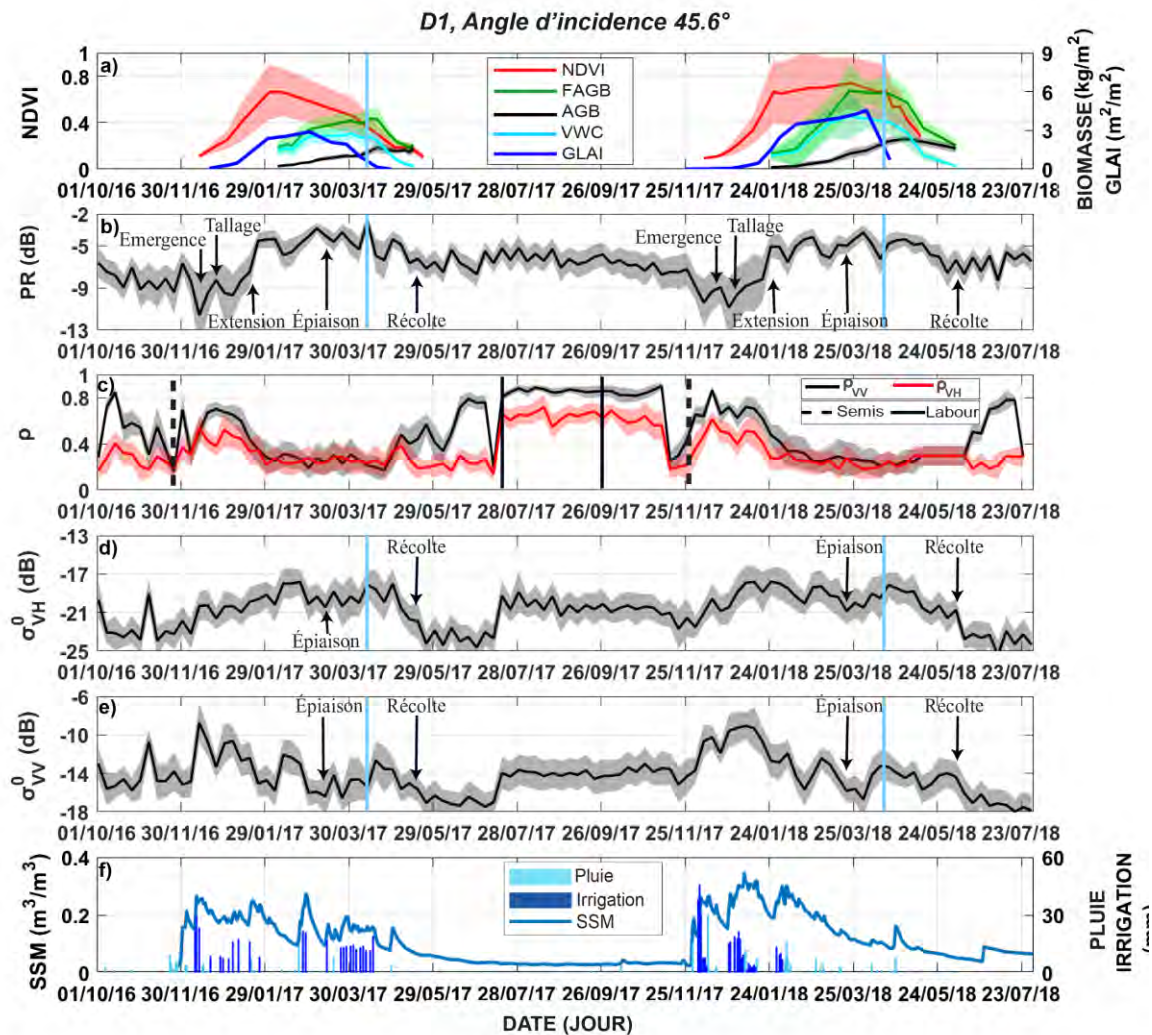 D1, Angle d'incidence 45.6°
a)
NDVI
1
0.8
0.4
0
NDVI
FAGB
AGB
VWC
GLAI
9
6
3
0
BIOMASSE(kg/m²)
GLAI (m²/m²)
01/10/16 30/11/16 29/01/17 30/03/17 29/05/17 28/07/17 26/09/17 25/11/17 24/01/18 25/03/18 24/05/18 23/07/18
b)
PR (dB)
-2
-5
-9
-13
Emergence
Tallage
Extension
Épiaison
Récolte
Emergence
Tallage
Extension
Épiaison
Récolte
01/10/16 30/11/16 29/01/17 30/03/17 29/05/17 28/07/17 26/09/17 25/11/17 24/01/18 25/03/18 24/05/18 23/07/18
c)
ρ
1
0.8
0.4
0
ρVV ρVH
Semis Labour
01/10/16 30/11/16 29/01/17 30/03/17 29/05/17 28/07/17 26/09/17 25/11/17 24/01/18 25/03/18 24/05/18 23/07/18
d)
σ⁰VH (dB)
-13
-17
-21
-25
Récolte
Épiaison
Épiaison
Récolte
01/10/16 30/11/16 29/01/17 30/03/17 29/05/17 28/07/17 26/09/17 25/11/17 24/01/18 25/03/18 24/05/18 23/07/18
e)
σ⁰VV (dB)
-6
-10
-14
-18
Épiaison
Récolte
Épiaison
Récolte
01/10/16 30/11/16 29/01/17 30/03/17 29/05/17 28/07/17 26/09/17 25/11/17 24/01/18 25/03/18 24/05/18 23/07/18
f)
SSM (m³/m³)
0.4
0.2
0
Pluie
Irrigation
SSM
60
30
0
PLUIE
IRRIGATION
(mm)
01/10/16 30/11/16 29/01/17 30/03/17 29/05/17 28/07/17 26/09/17 25/11/17 24/01/18 25/03/18 24/05/18 23/07/18
DATE (JOUR)